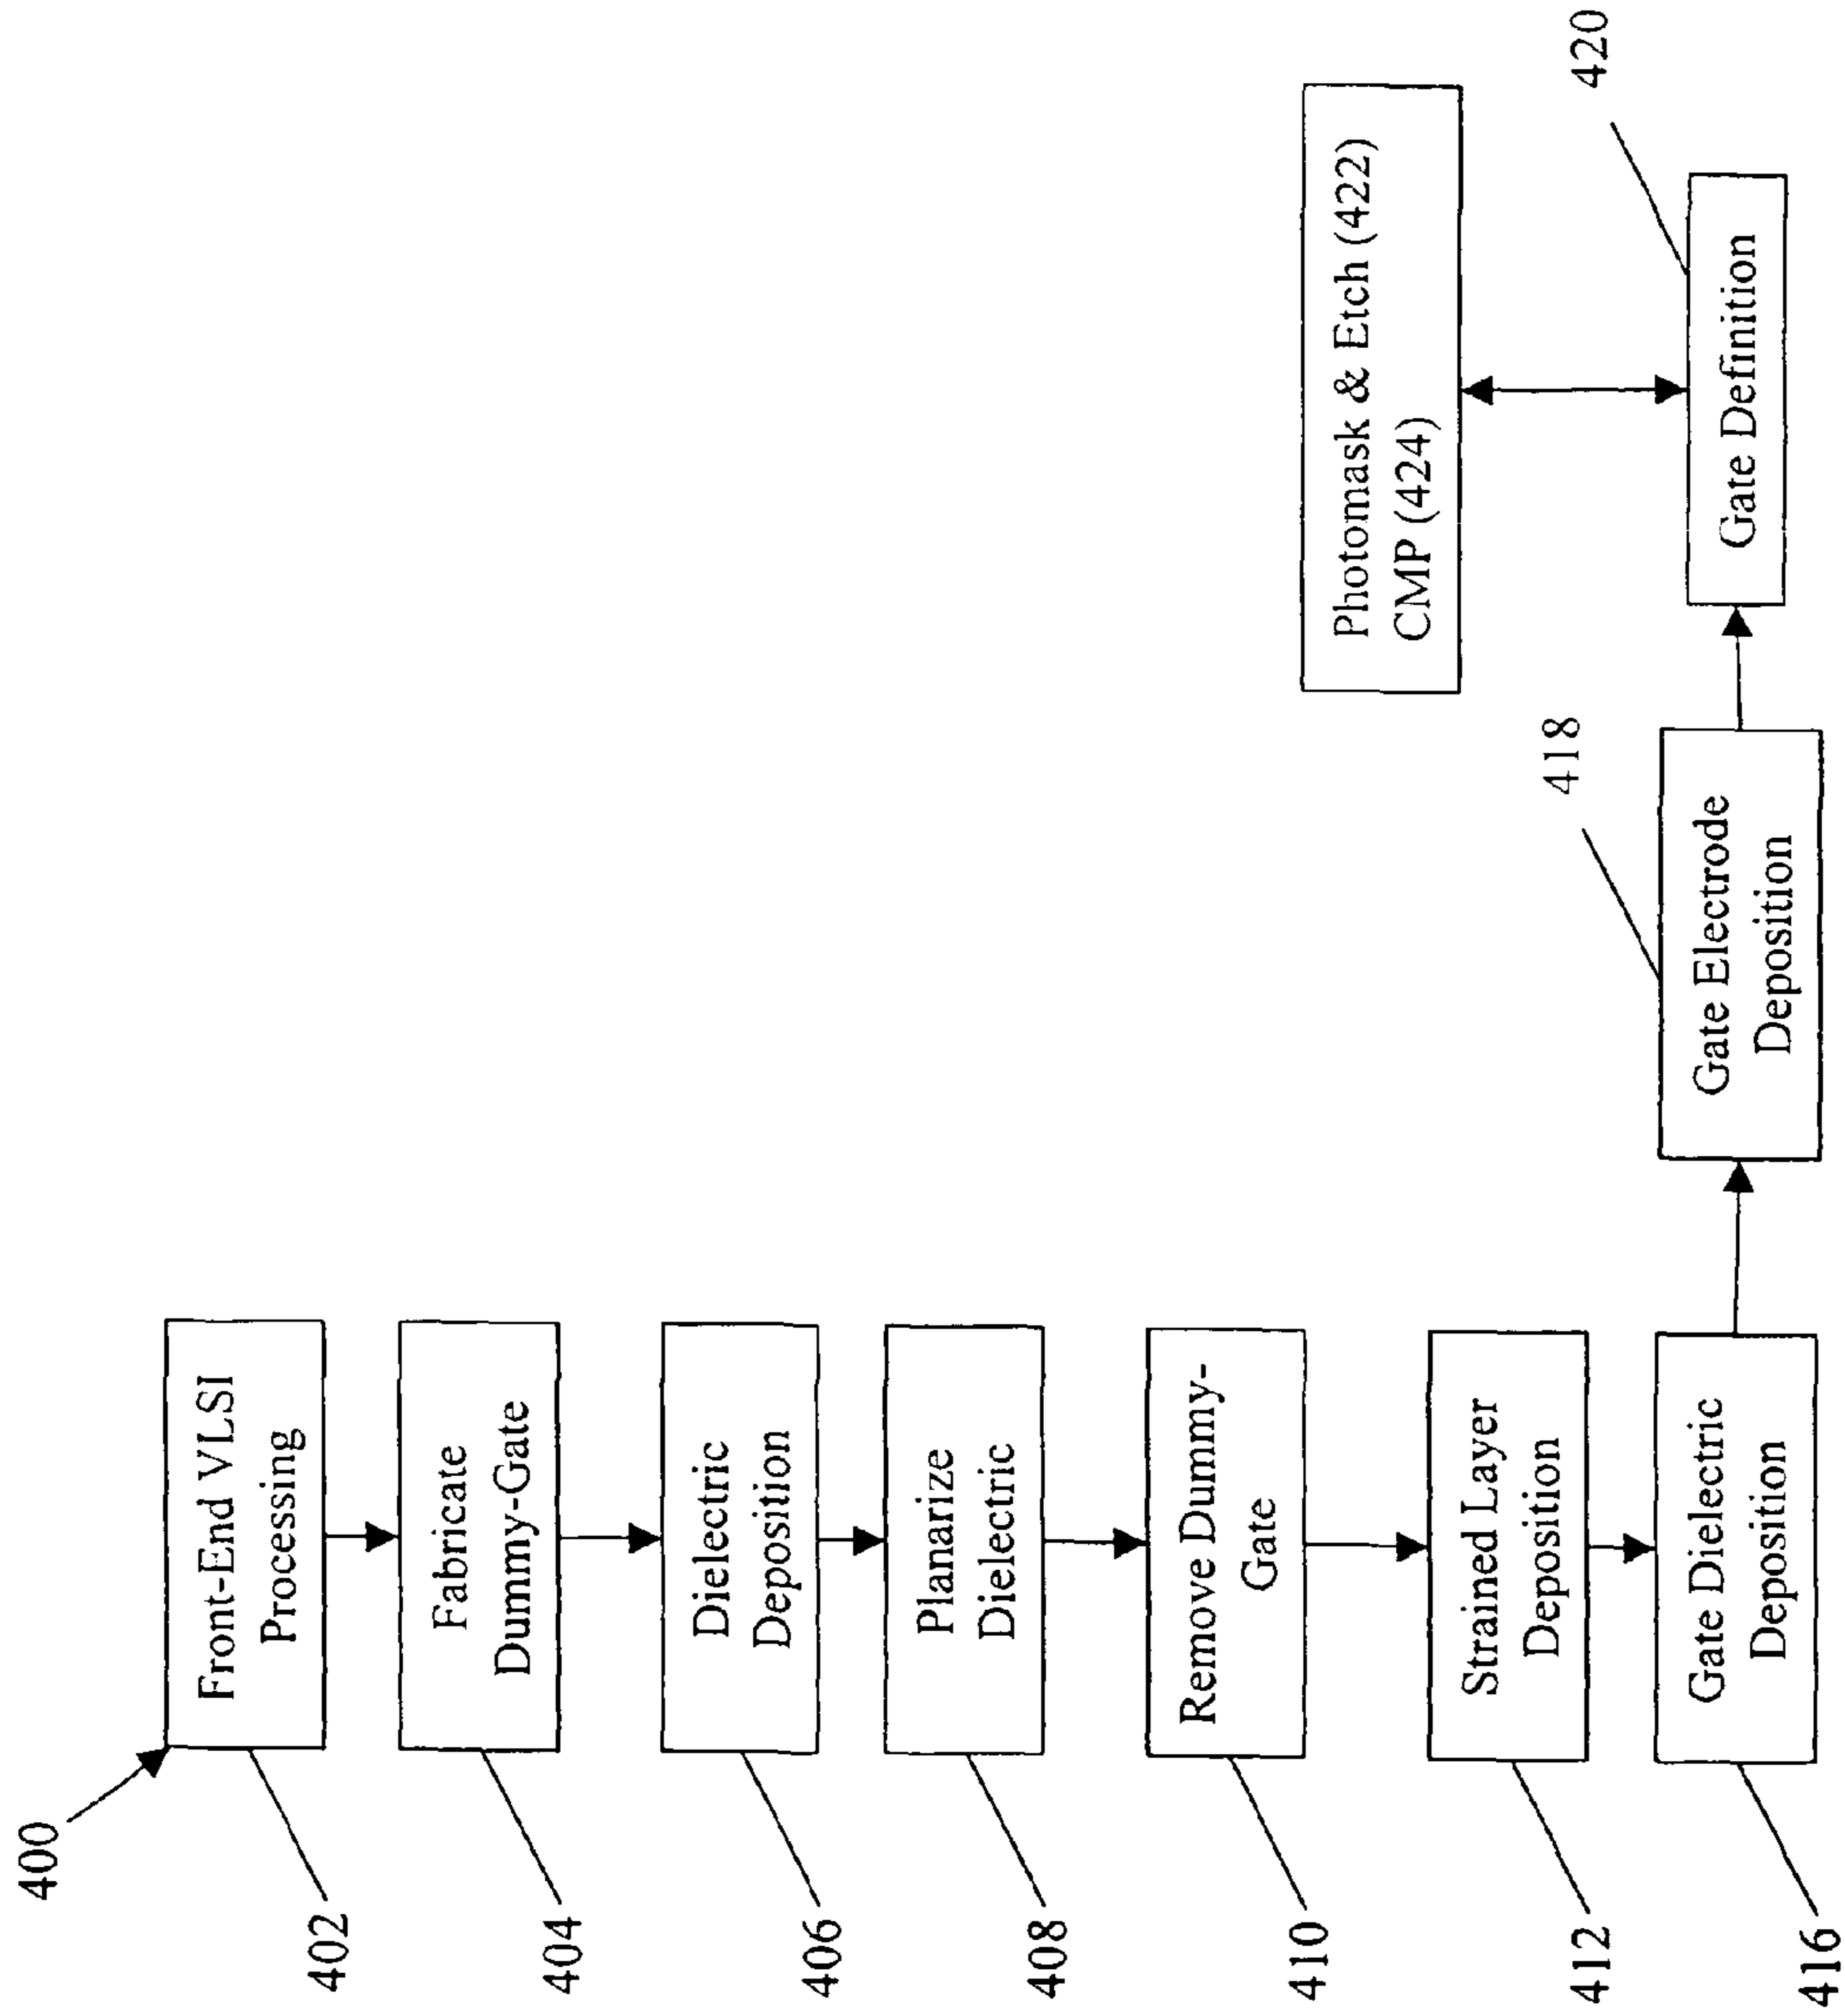 400
Front-End VLSI
Processing
402
Fabricate
Dummy-Gate
404
Dielectric
Deposition
406
Planarize
Dielectric
408
Remove Dummy-
Gate
410
Strained Layer
Deposition
412
Gate Dielectric
Deposition
416
Gate Electrode
Deposition
418
Gate Definition
420
Photomask & Etch (422)
CMP (424)